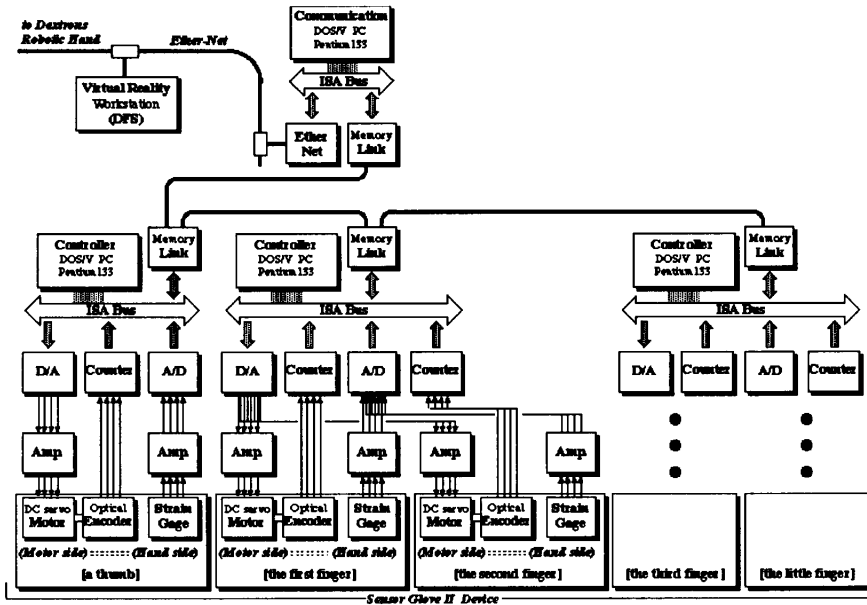 to Dextrous
Robotic Hand
Ether-Net
Communication
DOS/V PC
Pentium 133
ISA Bus
Virtual Reality
Workstation
(DFS)
Ether
Net
Memory
Link
Controller
DOS/V PC
Pentium 133
Memory
Link
Controller
DOS/V PC
Pentium 133
Memory
Link
Controller
DOS/V PC
Pentium 133
Memory
Link
ISA Bus
ISA Bus
ISA Bus
D/A
Counter
A/D
D/A
Counter
A/D
Counter
D/A
Counter
A/D
Counter
Amp
Amp
Amp
Amp
Amp
Amp
DC servo
Motor
Optical
Encoder
Strain
Gage
DC servo
Motor
Optical
Encoder
Strain
Gage
DC servo
Motor
Optical
Encoder
Strain
Gage
(Motor side) :::::::: (Hand side)
(Motor side) :::::::: (Hand side)
(Motor side) :::::::: (Hand side)
[a thumb]
[the first finger]
[the second finger]
[the third finger]
[the little finger]
Sensor Glove II Device